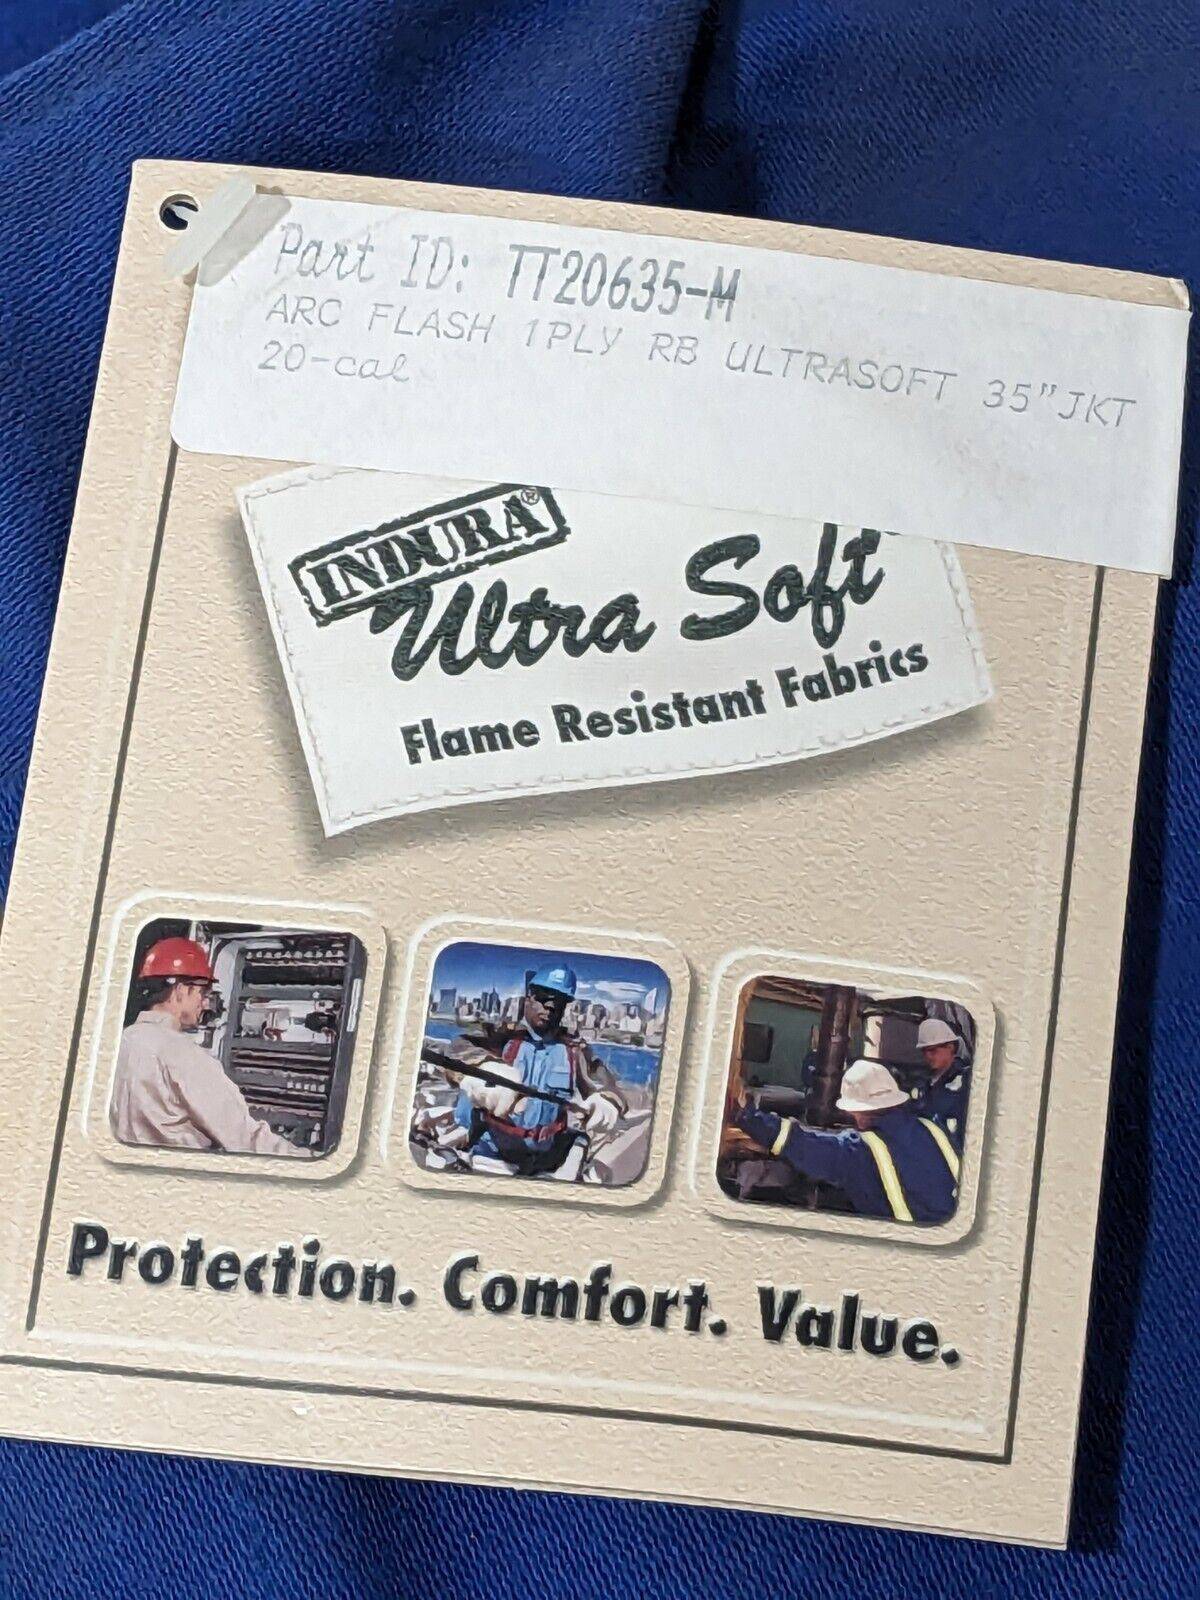 Part ID: TT20635-M
ARC FLASH 1PLY RB ULTRASOFT 35"JKT
20-cal
INDURA®
Ultra Soft
Flame Resistant Fabrics
Protection. Comfort. Value.